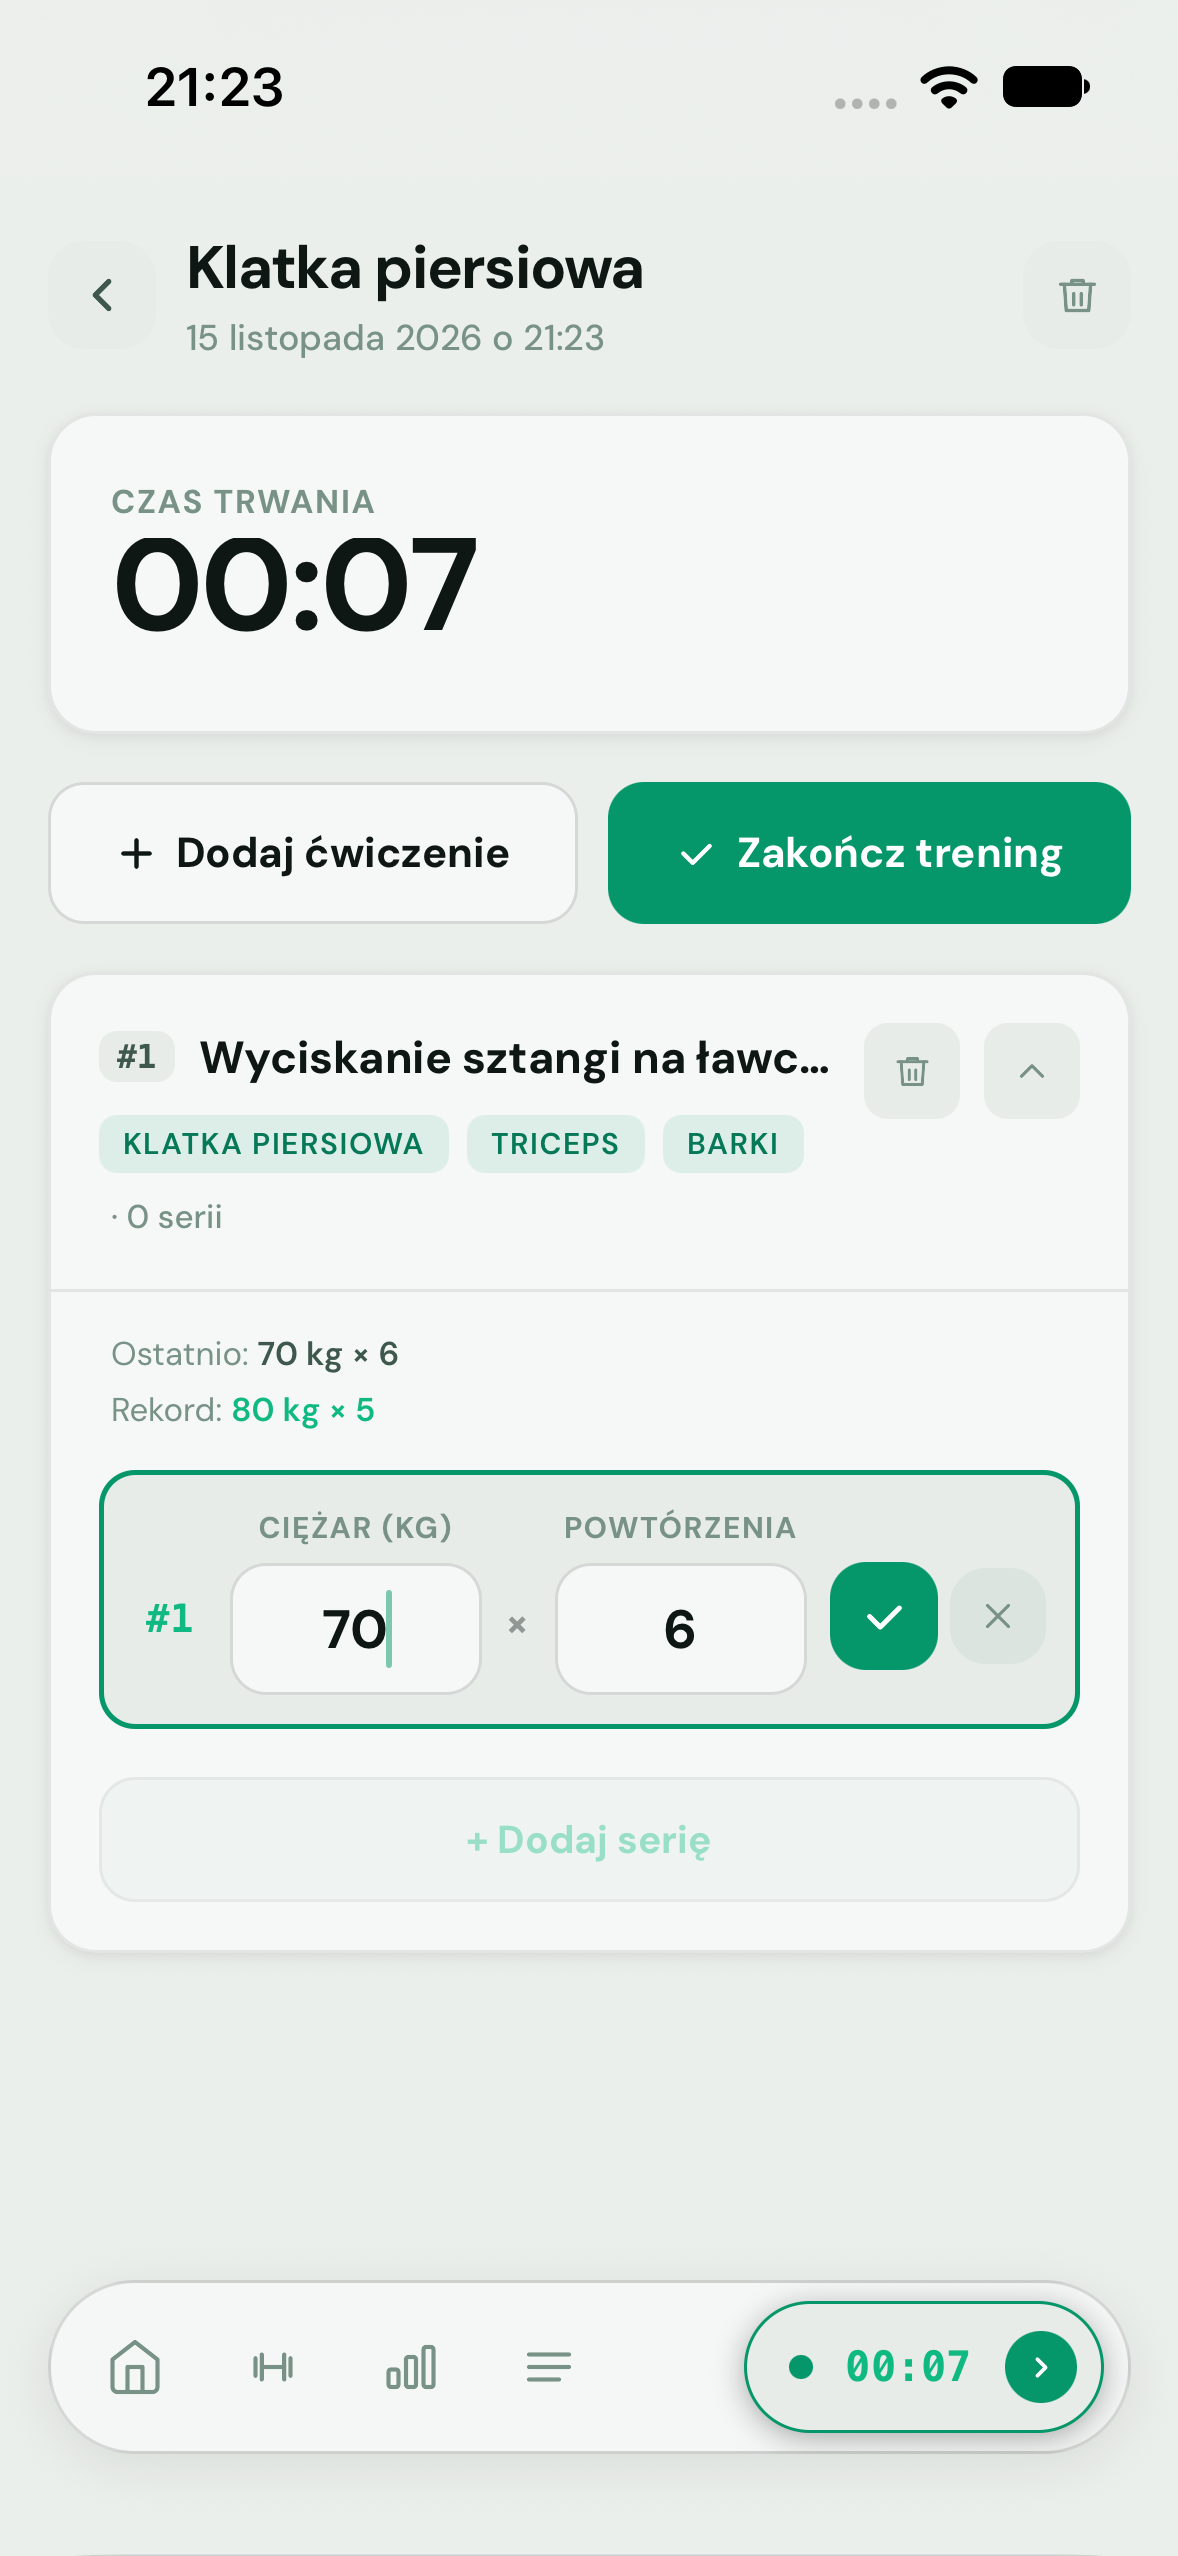 21:23
Klatka piersiowa
15 listopada 2026 o 21:23
CZAS TRWANIA
00:07
+ Dodaj ćwiczenie
Zakończ trening
#1 Wyciskanie sztangi na ławc...
KLATKA PIERSIOWA TRICEPS BARKI
· 0 serii
Ostatnio: 70 kg × 6
Rekord: 80 kg × 5
CIĘŻAR (KG) POWTÓRZENIA
#1 70 × 6
+ Dodaj serię
00:07